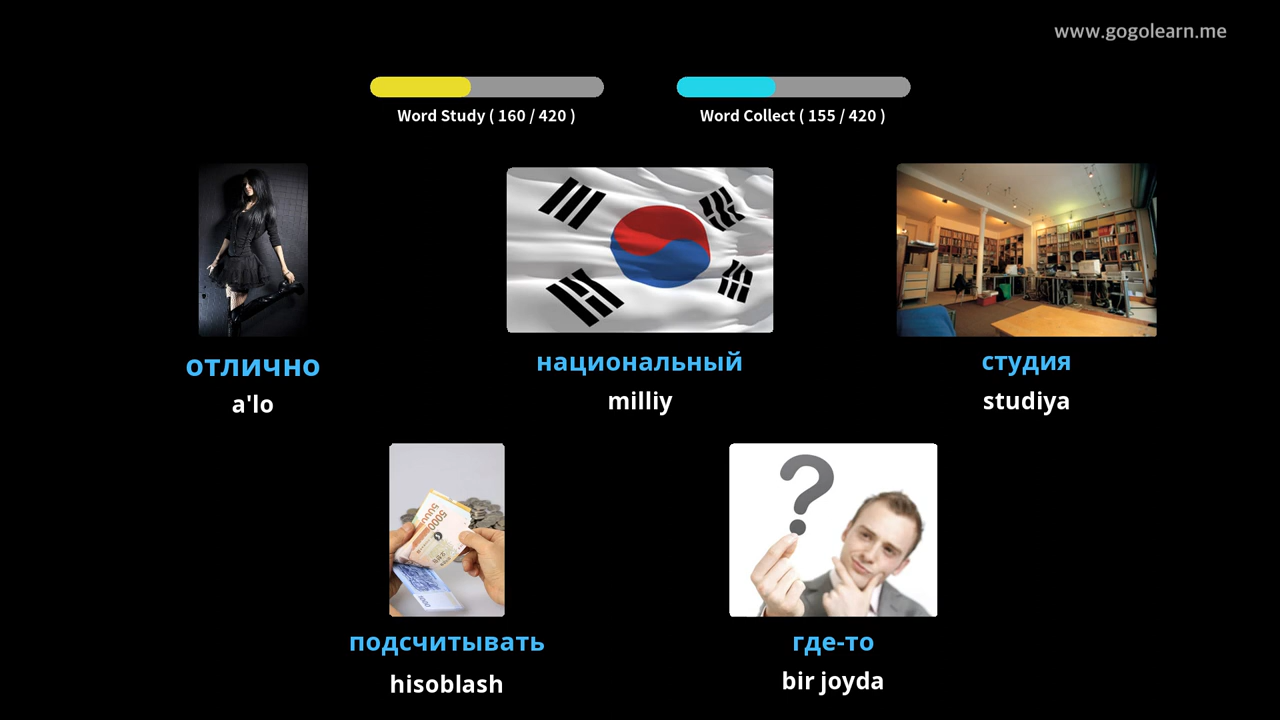 www.gogolearn.me
Word Study ( 160 / 420 )
Word Collect ( 155 / 420 )
отлично
a'lo
национальный
milliy
студия
studiya
подсчитывать
hisoblash
где-то
bir joyda
5000
?